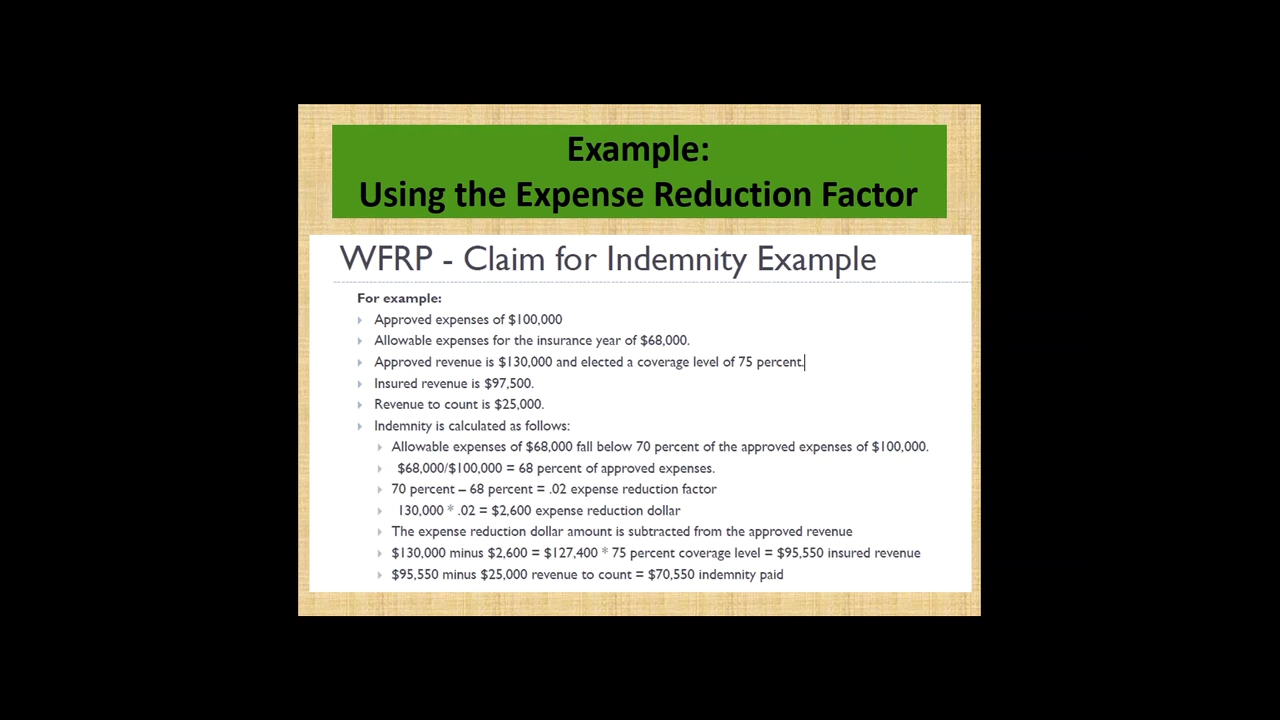 Example:
Using the Expense Reduction Factor
WFRP - Claim for Indemnity Example
For example:
Approved expenses of $100,000
Allowable expenses for the insurance year of $68,000.
Approved revenue is $130,000 and elected a coverage level of 75 percent.
Insured revenue is $97,500.
Revenue to count is $25,000.
Indemnity is calculated as follows:
Allowable expenses of $68,000 fall below 70 percent of the approved expenses of $100,000.
$68,000/$100,000 = 68 percent of approved expenses.
70 percent – 68 percent = .02 expense reduction factor
130,000 * .02 = $2,600 expense reduction dollar
The expense reduction dollar amount is subtracted from the approved revenue
$130,000 minus $2,600 = $127,400 * 75 percent coverage level = $95,550 insured revenue
$95,550 minus $25,000 revenue to count = $70,550 indemnity paid